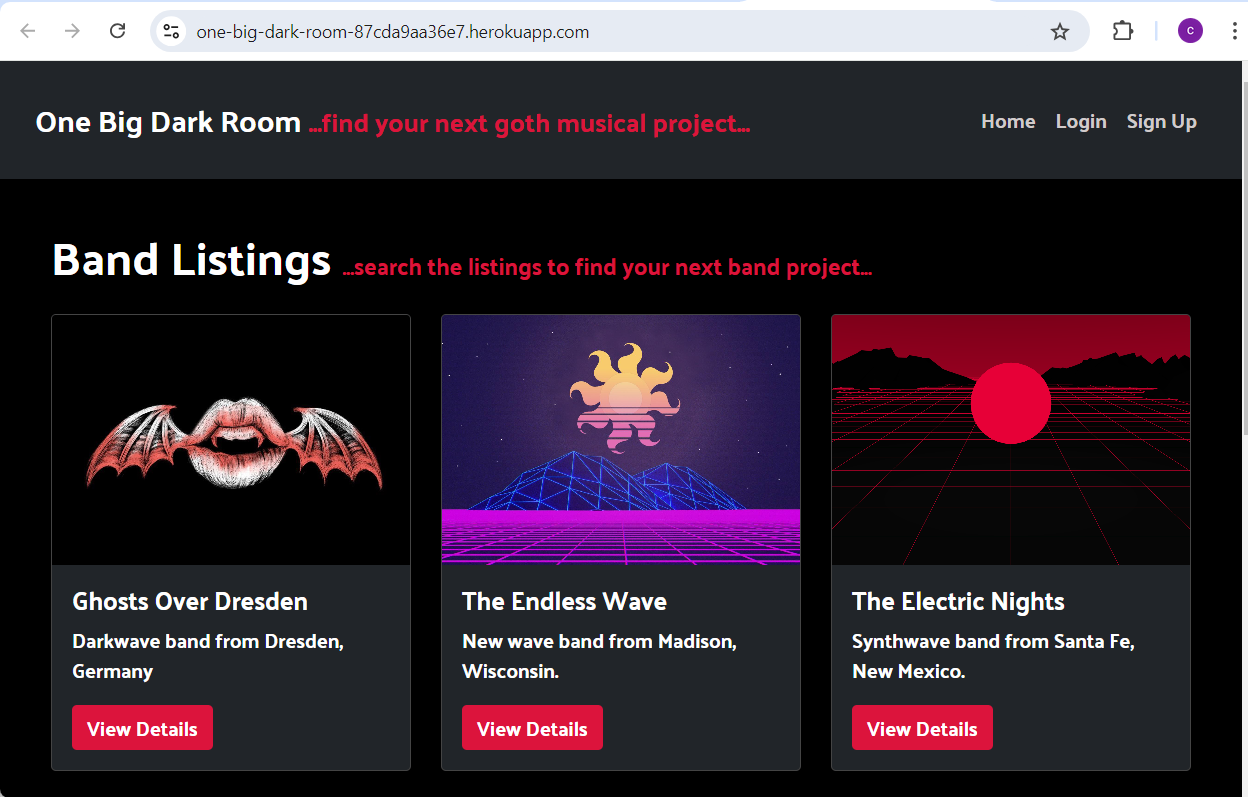 one-big-dark-room-87cda9aa36e7.herokuapp.com
C
One Big Dark Room ...find your next goth musical project...
Home Login Sign Up
Band Listings ...search the listings to find your next band project...
Ghosts Over Dresden
Darkwave band from Dresden,
Germany
View Details
The Endless Wave
New wave band from Madison,
Wisconsin.
View Details
The Electric Nights
Synthwave band from Santa Fe,
New Mexico.
View Details